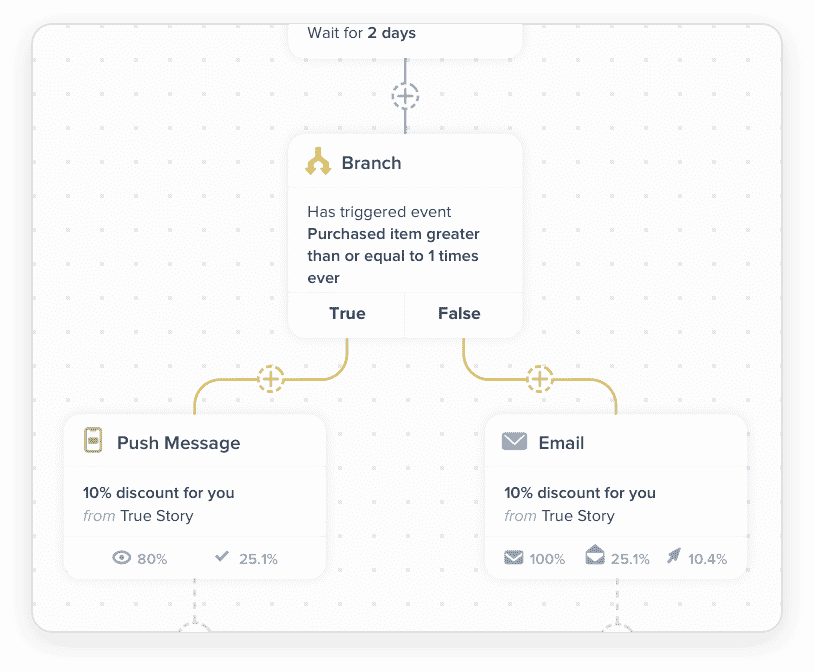 Wait for 2 days
Branch
Has triggered event
Purchased item greater
than or equal to 1 times
ever
True
False
Push Message
10% discount for you
from True Story
80%
25.1%
Email
10% discount for you
from True Story
100%
25.1%
10.4%